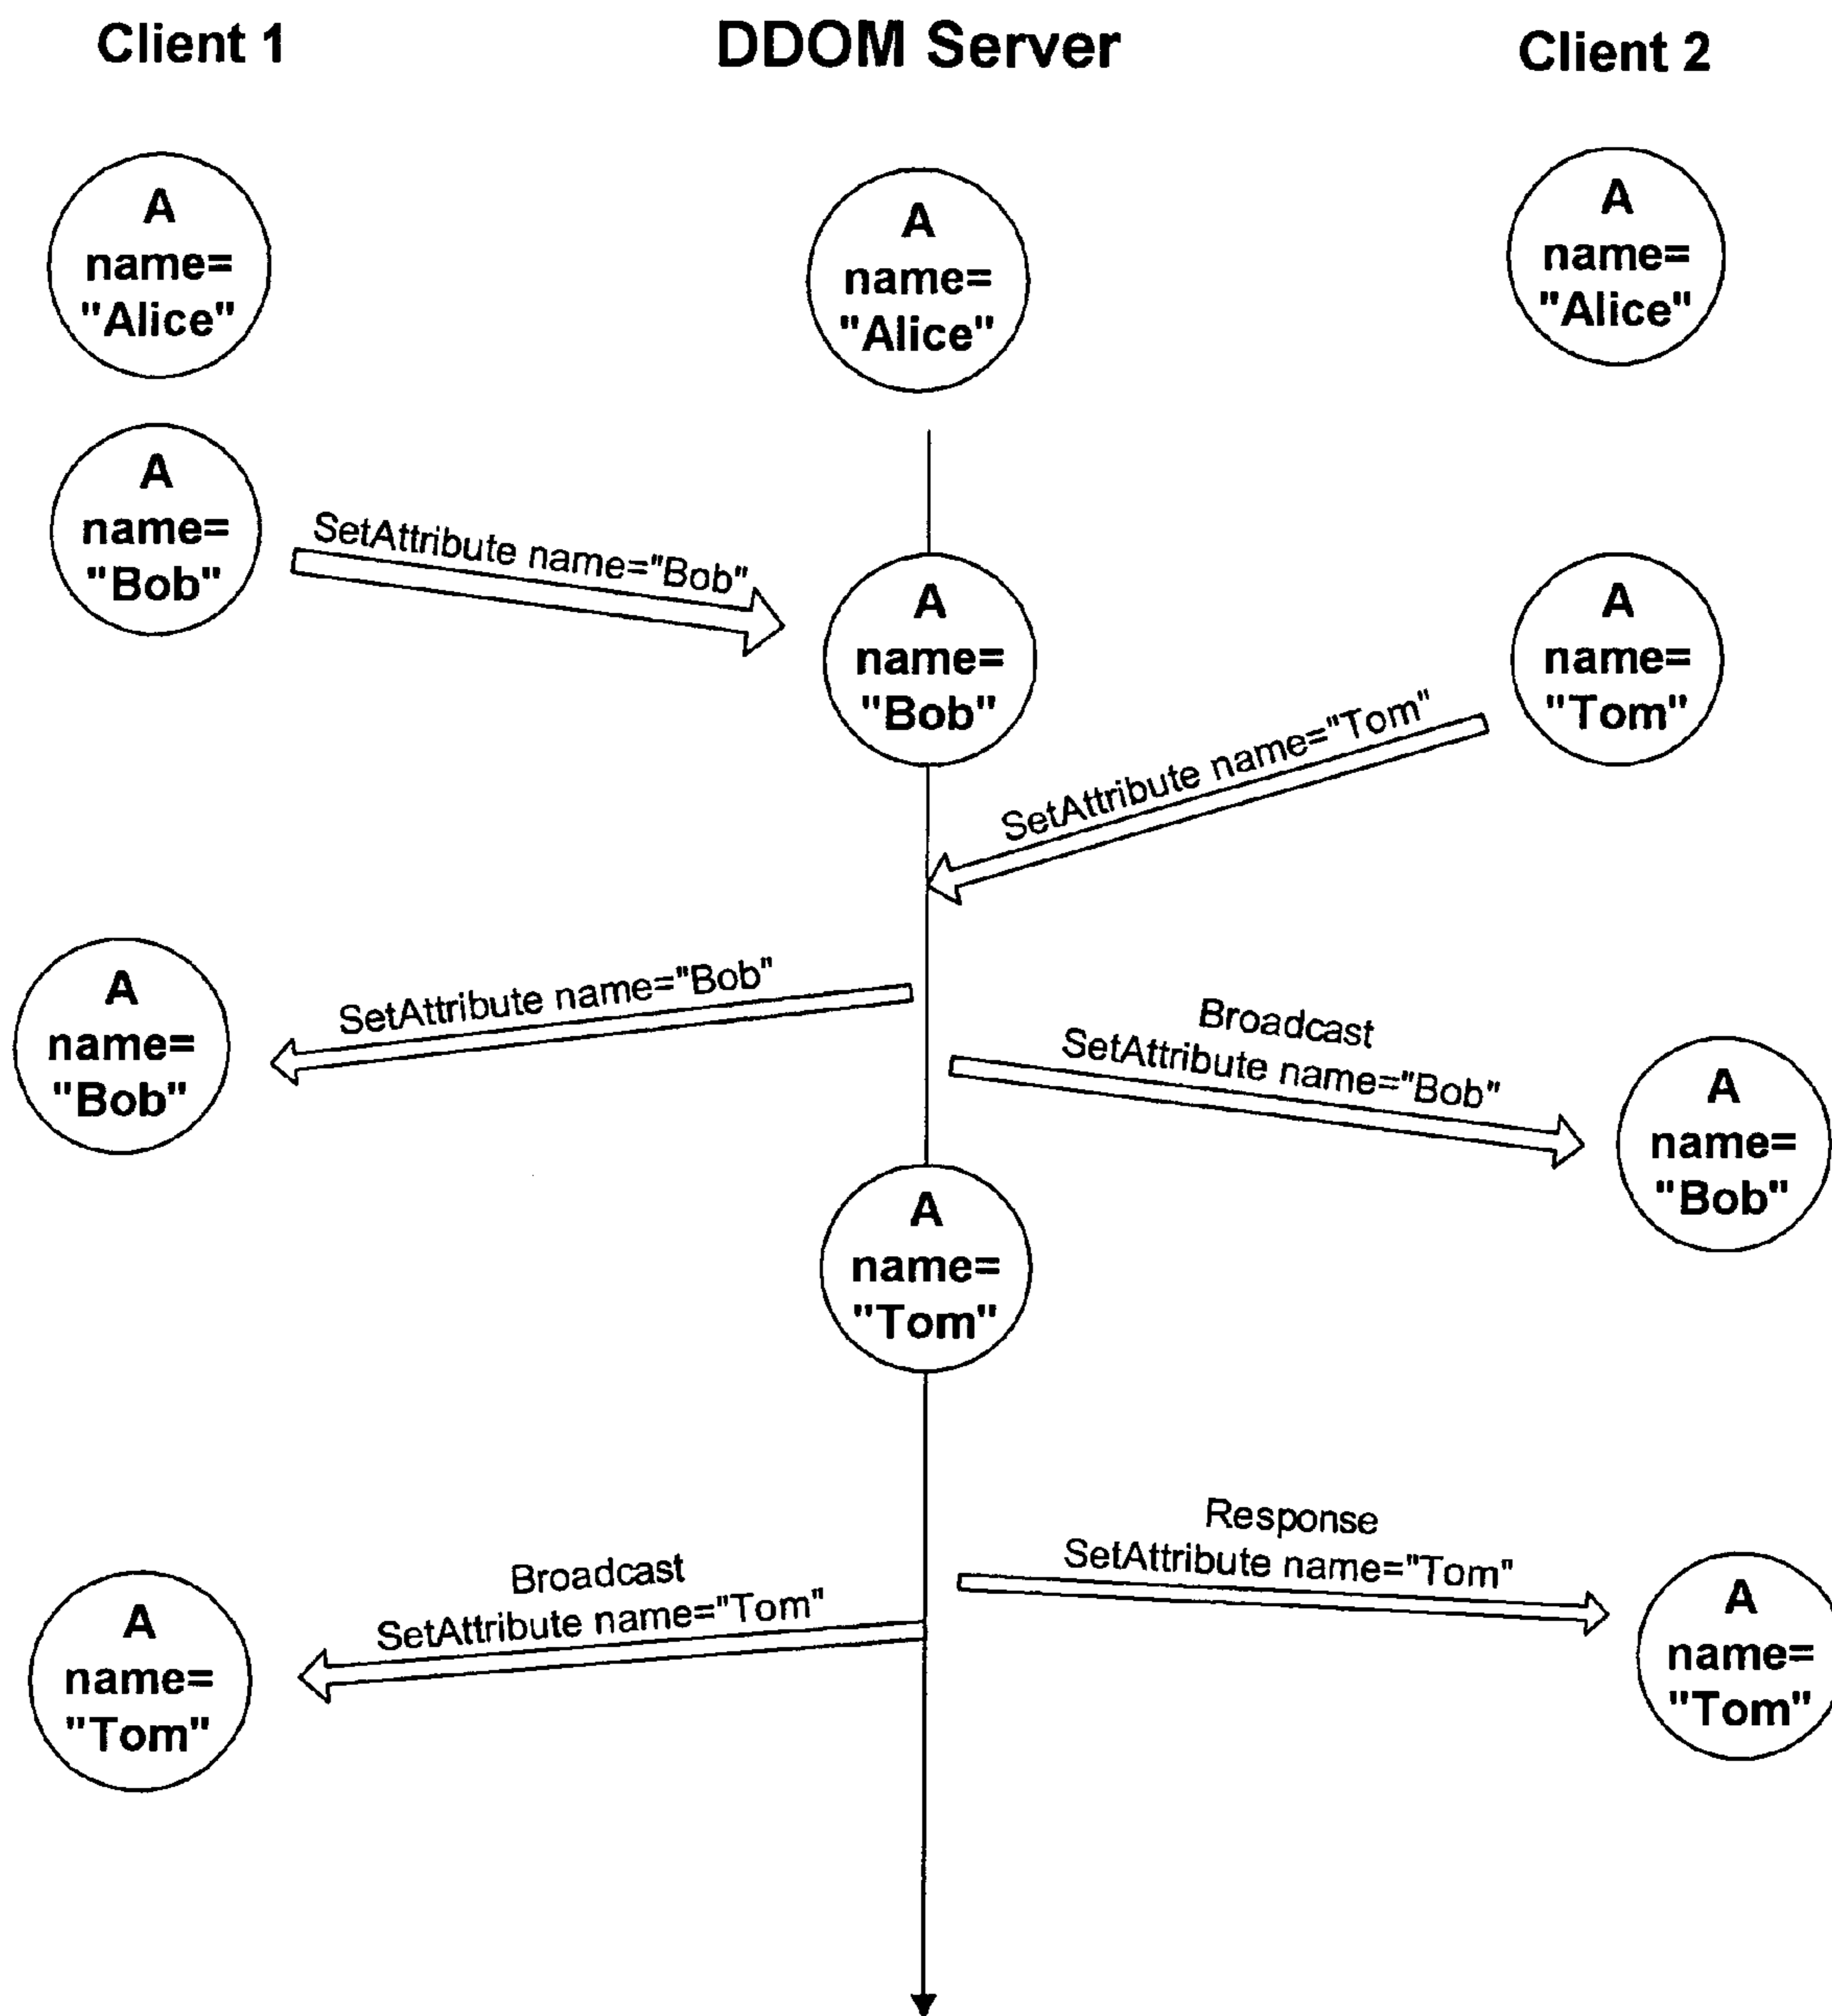 Client 1
DDOM Server
Client 2
A
name=
"Alice"
A
name=
"Alice"
A
name=
"Alice"
A
name=
"Bob"
SetAttribute name="Bob"
A
name=
"Bob"
A
name=
"Tom"
SetAttribute name="Tom"
A
name=
"Bob"
SetAttribute name="Bob"
Broadcast
SetAttribute name="Bob"
A
name=
"Bob"
A
name=
"Tom"
Response
SetAttribute name="Tom"
A
name=
"Tom"
Broadcast
SetAttribute name="Tom"
A
name=
"Tom"